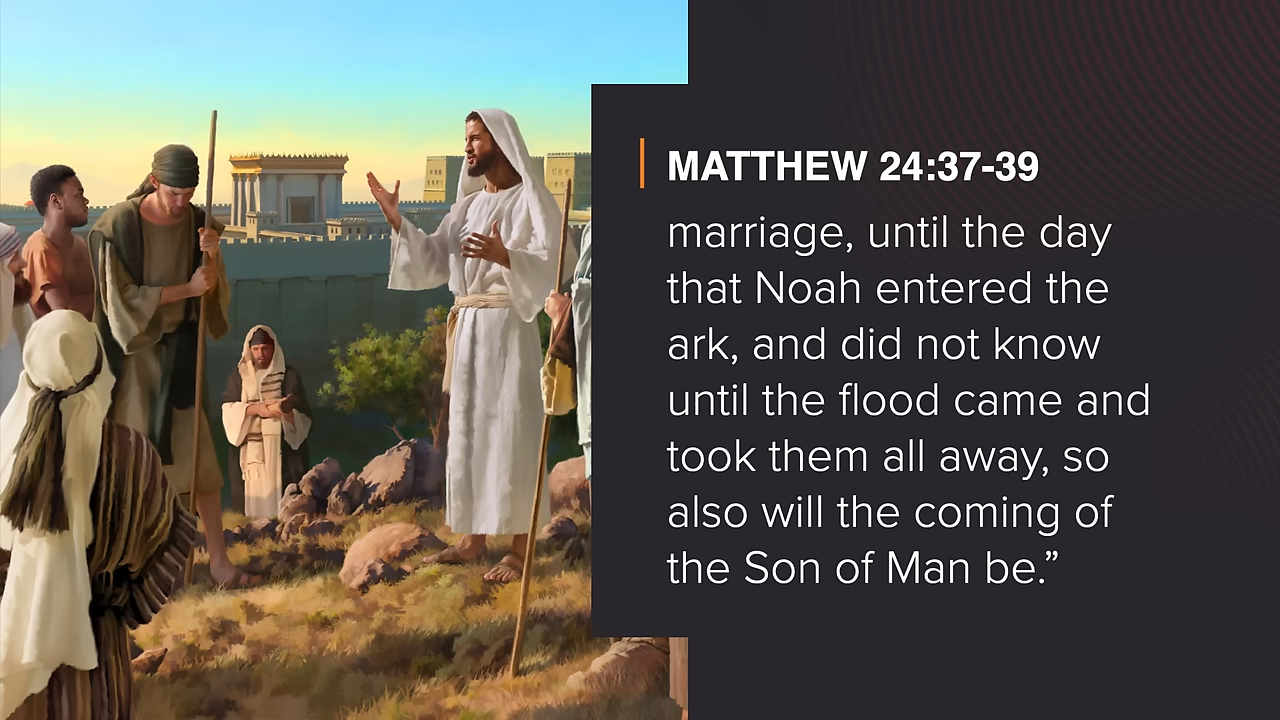 MATTHEW 24:37-39
marriage, until the day
that Noah entered the
ark, and did not know
until the flood came and
took them all away, so
also will the coming of
the Son of Man be.”